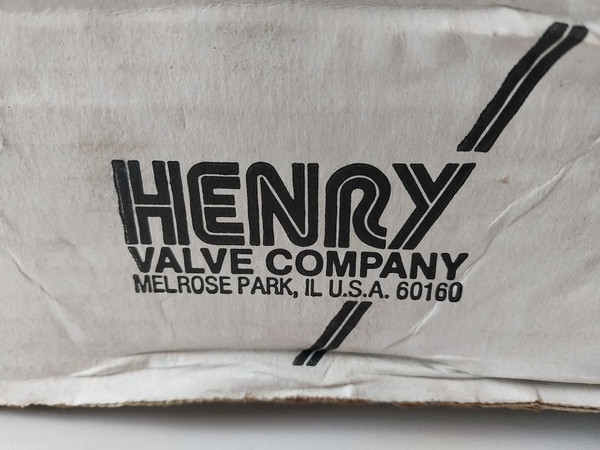 HENRY
VALVE COMPANY
MELROSE PARK, IL U.S.A. 60160